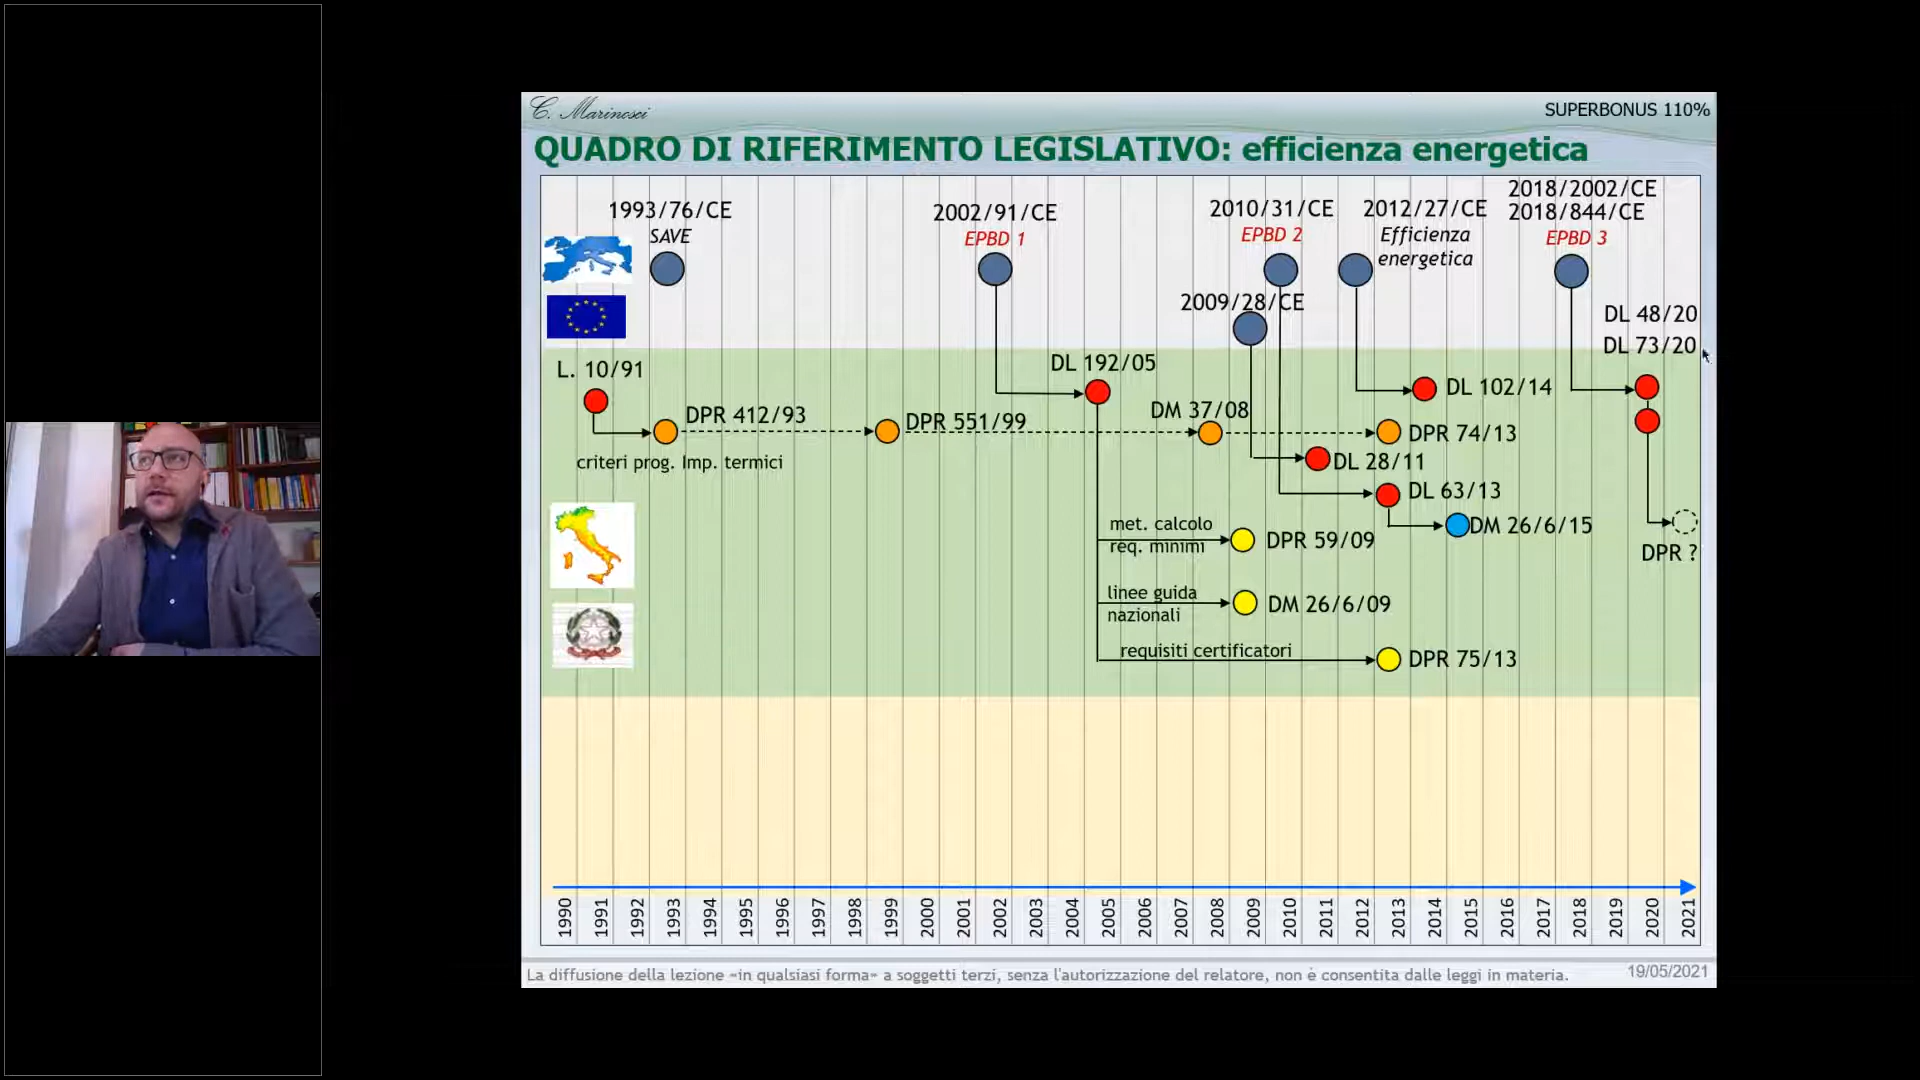 C. Marinosci
SUPERBONUS 110%
QUADRO DI RIFERIMENTO LEGISLATIVO: efficienza energetica
1993/76/CE
SAVE
2002/91/CE
EPBD 1
2010/31/CE
EPBD 2
2012/27/CE
Efficienza
energetica
2018/2002/CE
2018/844/CE
EPBD 3
2009/28/CE
DL 48/20
DL 73/20
L. 10/91
DL 192/05
DL 102/14
DPR 412/93
DPR 551/99
DM 37/08
DPR 74/13
criteri prog. Imp. termici
DL 28/11
DL 63/13
DM 26/6/15
met. calcolo
req. minimi
DPR 59/09
DPR ?
linee guida
nazionali
DM 26/6/09
requisiti certificatori
DPR 75/13
1990 1991 1992 1993 1994 1995 1996 1997 1998 1999 2000 2001 2002 2003 2004 2005 2006 2007 2008 2009 2010 2011 2012 2013 2014 2015 2016 2017 2018 2019 2020 2021
La diffusione della lezione «in qualsiasi forma» a soggetti terzi, senza l'autorizzazione del relatore, non è consentita dalle leggi in materia.
19/05/2021